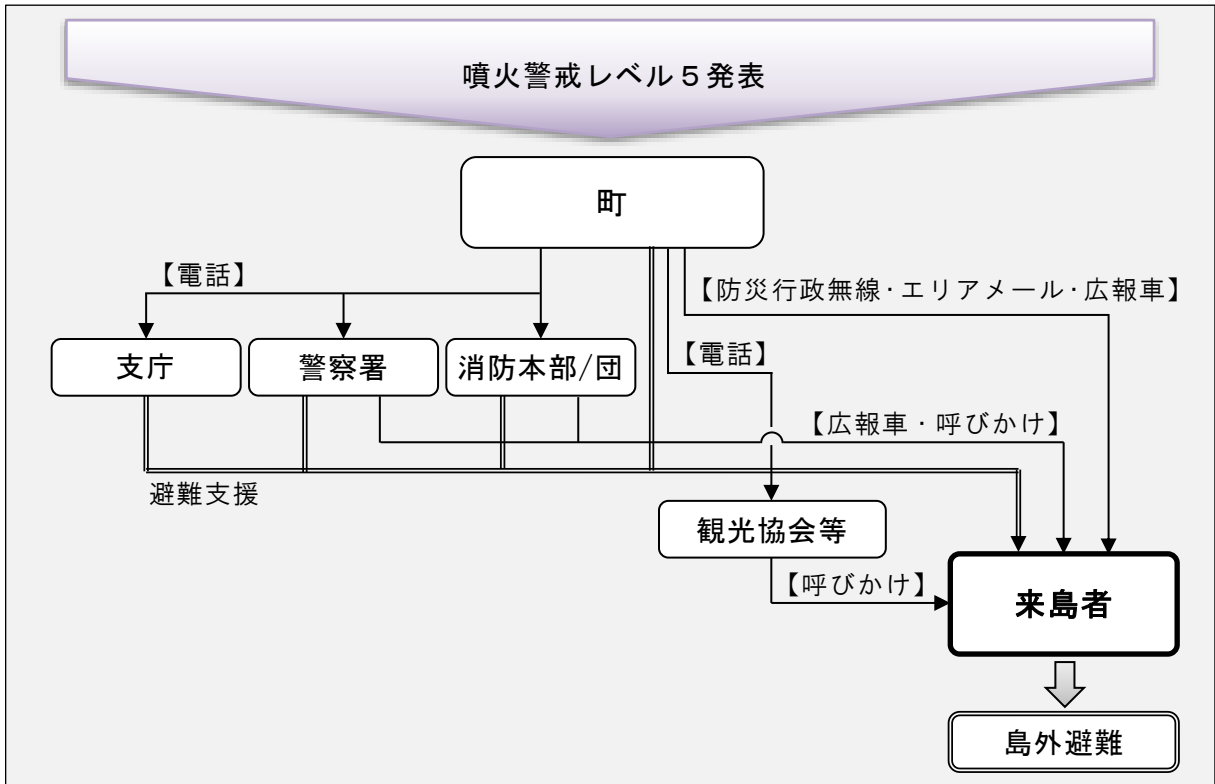 噴火警戒レベル５発表
町
【電話】
【防災行政無線･エリアメール･広報車】
支庁
警察署
消防本部/団
【電話】
【広報車・呼びかけ】
避難支援
観光協会等
【呼びかけ】
来島者
島外避難